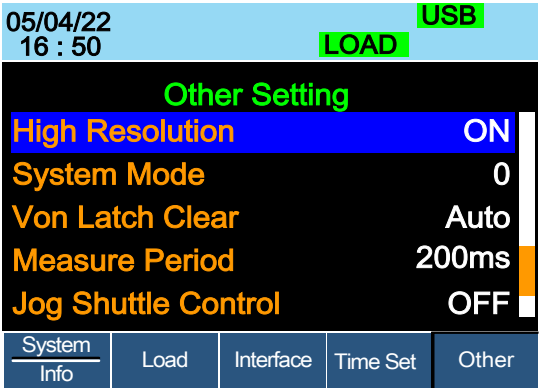 USB
05/04/22
16 : 50 LOAD
Other Setting
High Resolution ON
System Mode 0
Von Latch Clear Auto
Measure Period 200ms
Jog Shuttle Control OFF
System
Info
Load
Interface
Time Set
Other